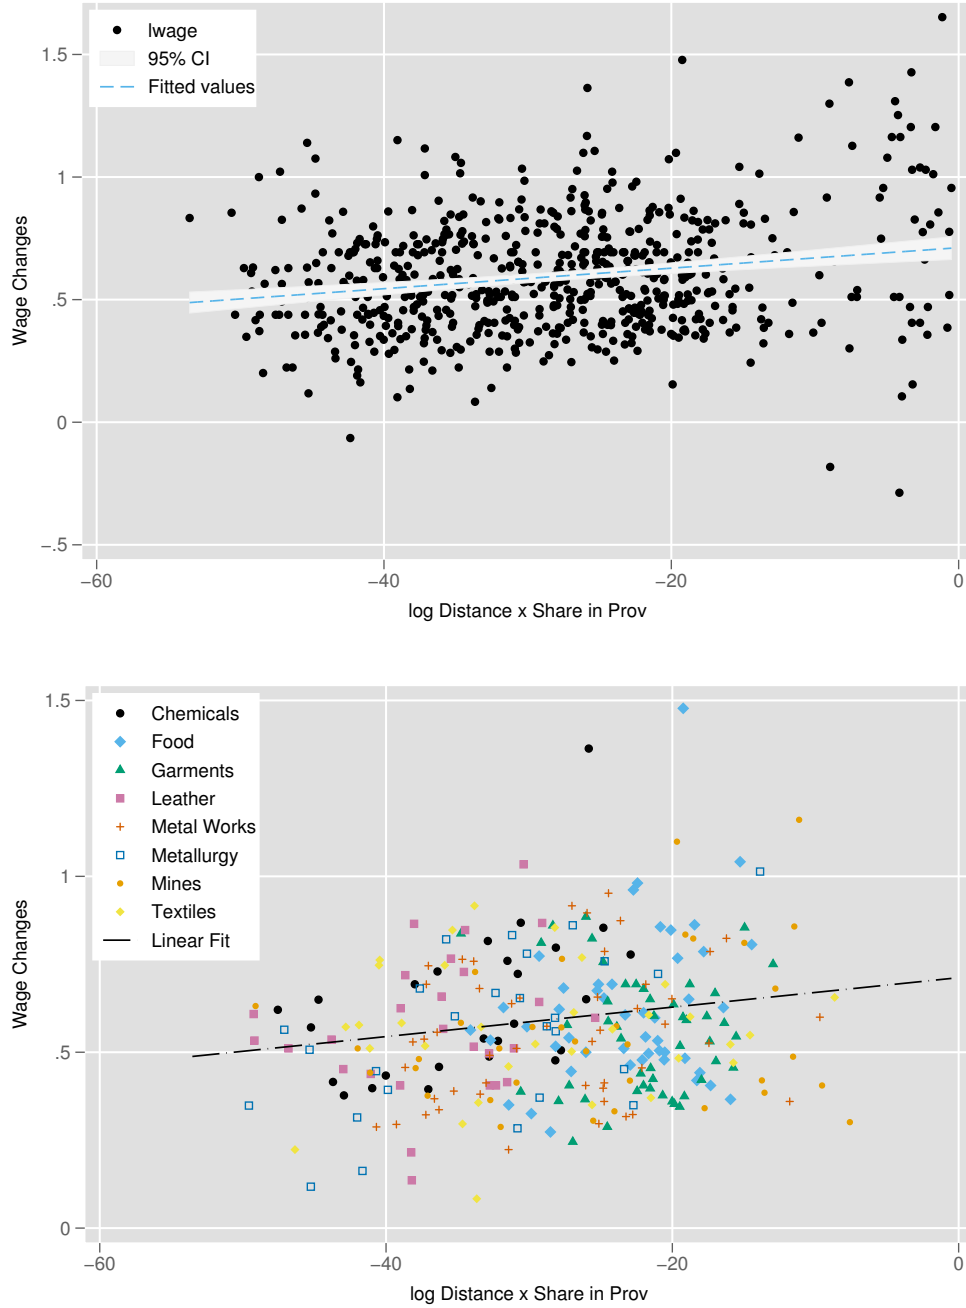 lwage
95% CI
Fitted values
1.5
1
.5
0
−.5
Wage Changes
−60
−40
−20
0
log Distance x Share in Prov
Chemicals
Food
Garments
Leather
Metal Works
Metallurgy
Mines
Textiles
Linear Fit
1.5
1
.5
0
Wage Changes
−60
−40
−20
0
log Distance x Share in Prov